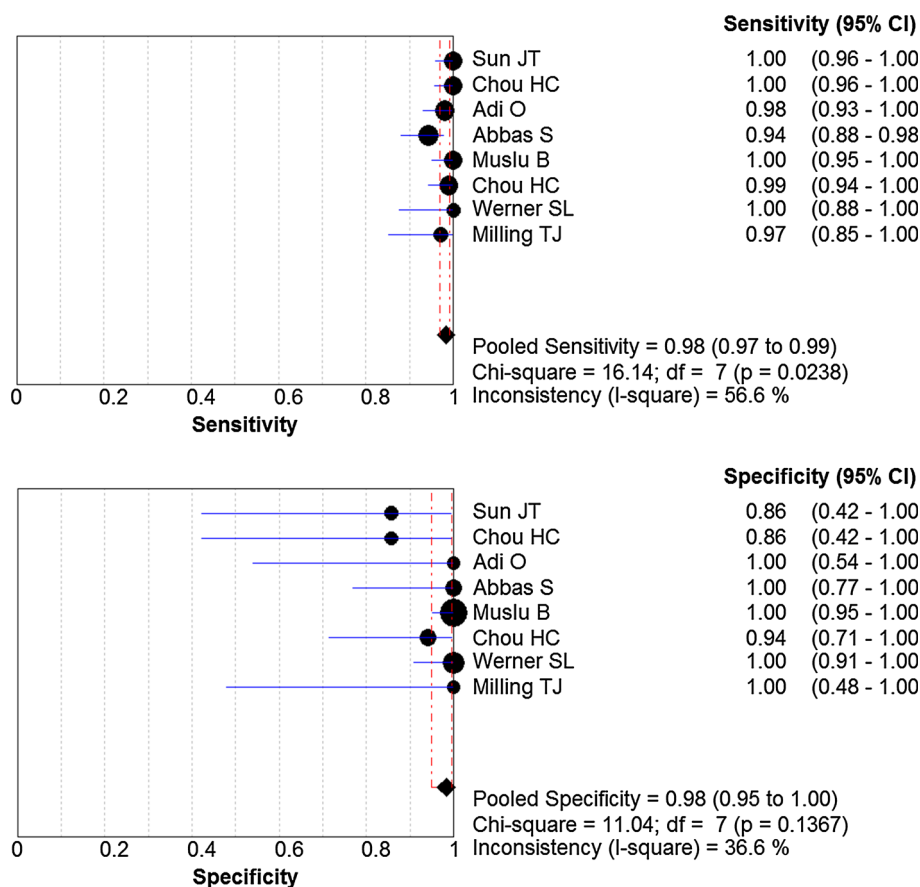 Sensitivity (95% CI)
Sun JT 1.00 (0.96 - 1.00
Chou HC 1.00 (0.96 - 1.00
Adi O 0.98 (0.93 - 1.00
Abbas S 0.94 (0.88 - 0.98
Muslu B 1.00 (0.95 - 1.00
Chou HC 0.99 (0.94 - 1.00
Werner SL 1.00 (0.88 - 1.00
Milling TJ 0.97 (0.85 - 1.00
Pooled Sensitivity = 0.98 (0.97 to 0.99)
Chi-square = 16.14; df = 7 (p = 0.0238)
Inconsistency (I-square) = 56.6 %
0 0.2 0.4 0.6 0.8 1
Sensitivity
Specificity (95% CI)
Sun JT 0.86 (0.42 - 1.00
Chou HC 0.86 (0.42 - 1.00
Adi O 1.00 (0.54 - 1.00
Abbas S 1.00 (0.77 - 1.00
Muslu B 1.00 (0.95 - 1.00
Chou HC 0.94 (0.71 - 1.00
Werner SL 1.00 (0.91 - 1.00
Milling TJ 1.00 (0.48 - 1.00
Pooled Specificity = 0.98 (0.95 to 1.00)
Chi-square = 11.04; df = 7 (p = 0.1367)
Inconsistency (I-square) = 36.6 %
0 0.2 0.4 0.6 0.8 1
Specificity